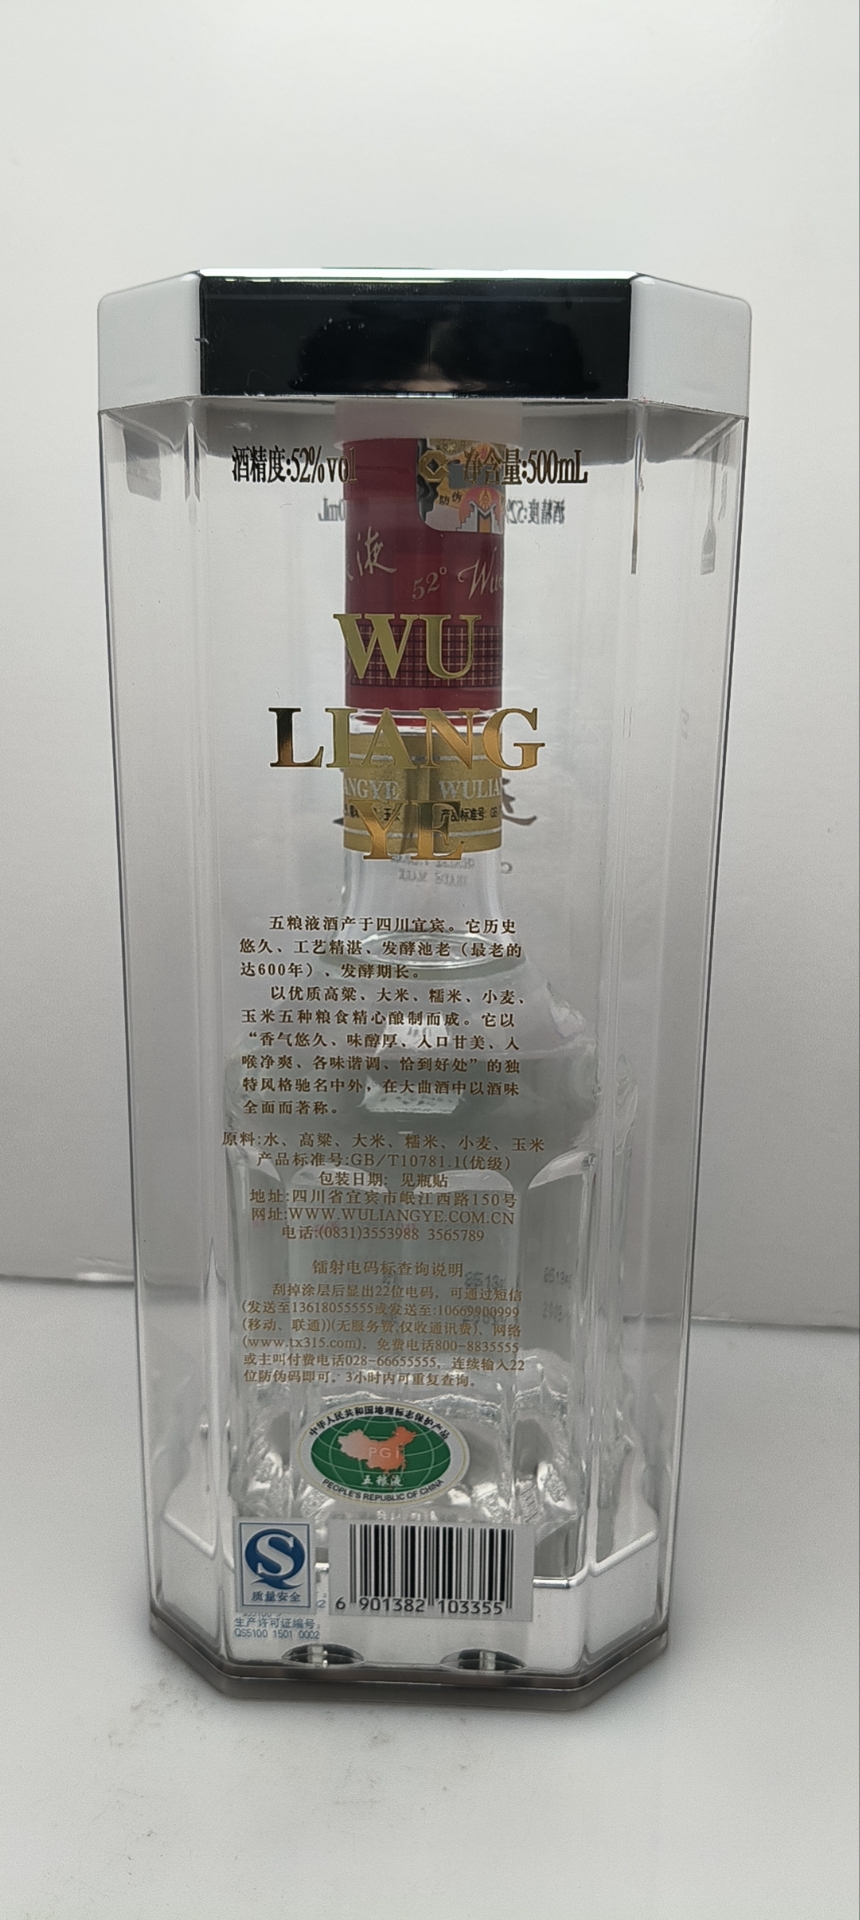 酒精度:52%vol 净含量:500mL
防伪
液 52° Wu
WU
LIANG
YE
ANGYE WULIAN
产品标准号: GB
五粮液酒产于四川宜宾。它历史
悠久、工艺精湛、发酵池老（最老的
达600年）、发酵期长。
以优质高粱、大米、糯米、小麦、
玉米五种粮食精心酿制而成。它以
“香气悠久、味醇厚、入口甘美、入
喉净爽、各味谐调、恰到好处”的独
特风格驰名中外，在大曲酒中以酒味
全面而著称。
原料:水、高粱、大米、糯米、小麦、玉米
产品标准号:GB/T10781.1(优级)
包装日期: 见瓶贴
地址:四川省宜宾市岷江西路150号
网址:WWW.WULIANGYE.COM.CN
电话:(0831)3553988 3565789
镭射电码标查询说明
刮掉涂层后显出22位电码，可通过短信
(发送至13618055555或发送至:10669900999
(移动、联通))(无服务费,仅收通讯费)、网络
(www.tx315.com)，免费电话800-8835555
或主叫付费电话028-66655555，连续输入22
位防伪码即可。3小时内可重复查询。
中华人民共和国地理标志保护产品
PGI
五粮液
PEOPLE'S REPUBLIC OF CHINA
质量安全
生产许可证编号:
QS5100 1501 0002
6 901382 103355